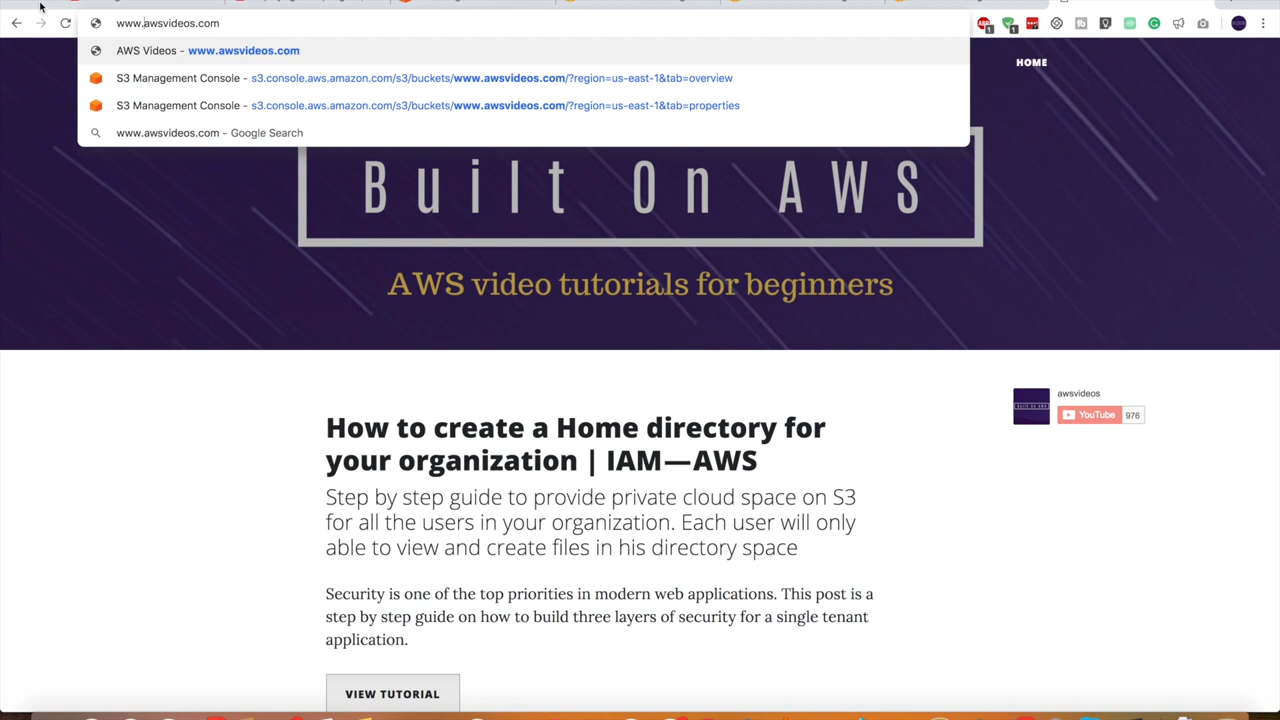 www.awsvideos.com
AWS Videos - www.awsvideos.com
S3 Management Console - s3.console.aws.amazon.com/s3/buckets/www.awsvideos.com/?region=us-east-1&tab=overview
S3 Management Console - s3.console.aws.amazon.com/s3/buckets/www.awsvideos.com/?region=us-east-1&tab=properties
www.awsvideos.com - Google Search
HOME
Built On AWS
AWS video tutorials for beginners
awsvideos
YouTube 976
How to create a Home directory for
your organization | IAM—AWS
Step by step guide to provide private cloud space on S3
for all the users in your organization. Each user will only
able to view and create files in his directory space
Security is one of the top priorities in modern web applications. This post is a
step by step guide on how to build three layers of security for a single tenant
application.
VIEW TUTORIAL